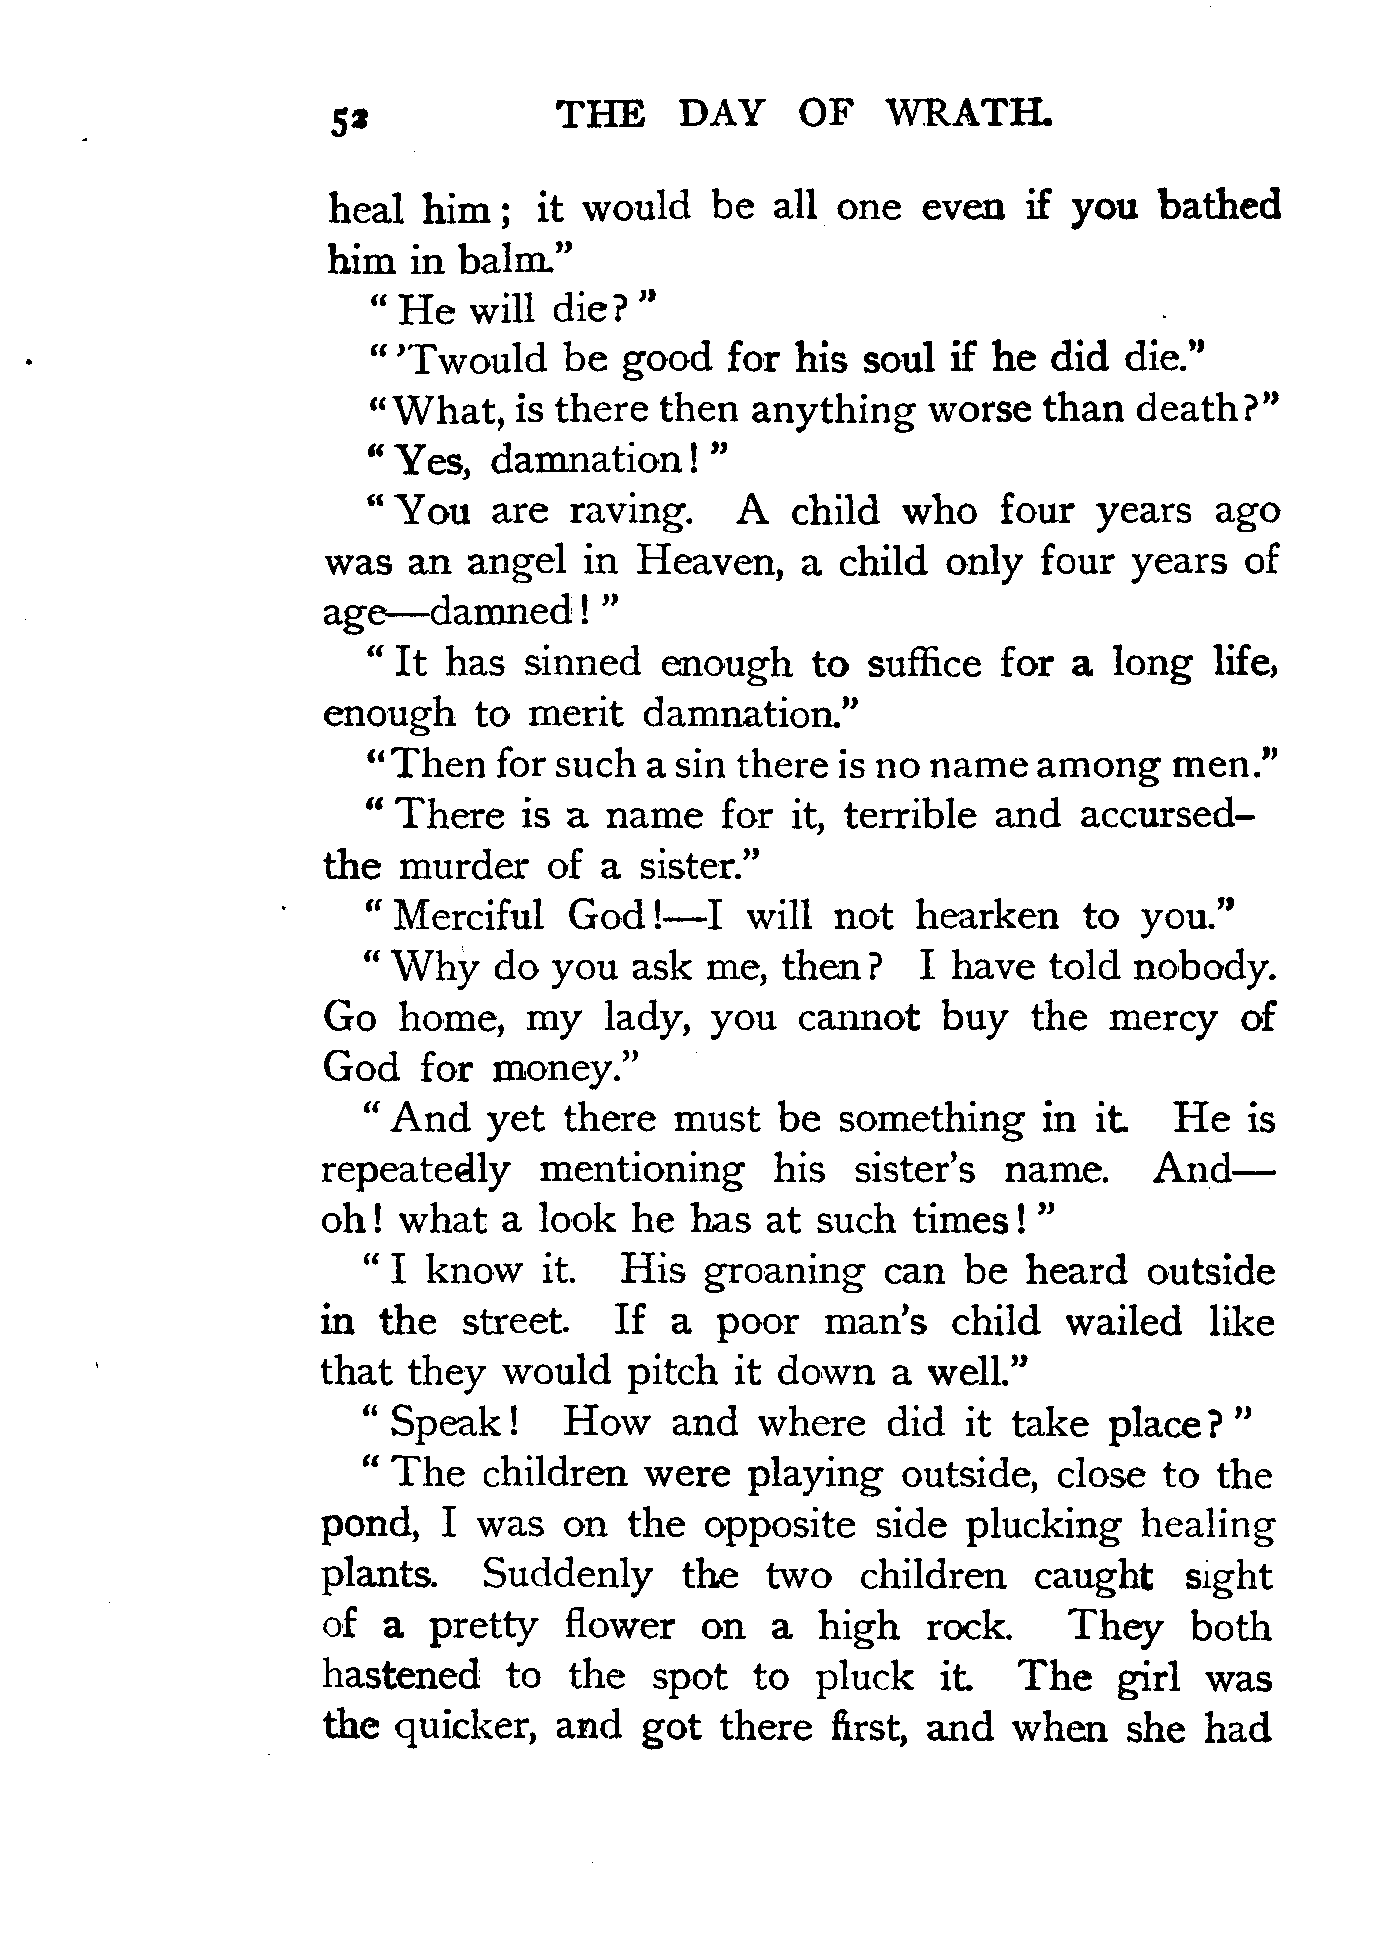 52 THE DAY OF WRATH.
heal him; it would be all one even if you bathed
him in balm."
"He will die?"
"'Twould be good for his soul if he did die."
"What, is there then anything worse than death?"
"Yes, damnation!"
"You are raving. A child who four years ago
was an angel in Heaven, a child only four years of
age—damned!"
"It has sinned enough to suffice for a long life,
enough to merit damnation."
"Then for such a sin there is no name among men."
"There is a name for it, terrible and accursed-
the murder of a sister."
"Merciful God!—I will not hearken to you."
"Why do you ask me, then? I have told nobody.
Go home, my lady, you cannot buy the mercy of
God for money."
"And yet there must be something in it. He is
repeatedly mentioning his sister's name. And—
oh! what a look he has at such times!"
"I know it. His groaning can be heard outside
in the street. If a poor man's child wailed like
that they would pitch it down a well."
"Speak! How and where did it take place?"
"The children were playing outside, close to the
pond, I was on the opposite side plucking healing
plants. Suddenly the two children caught sight
of a pretty flower on a high rock. They both
hastened to the spot to pluck it. The girl was
the quicker, and got there first, and when she had